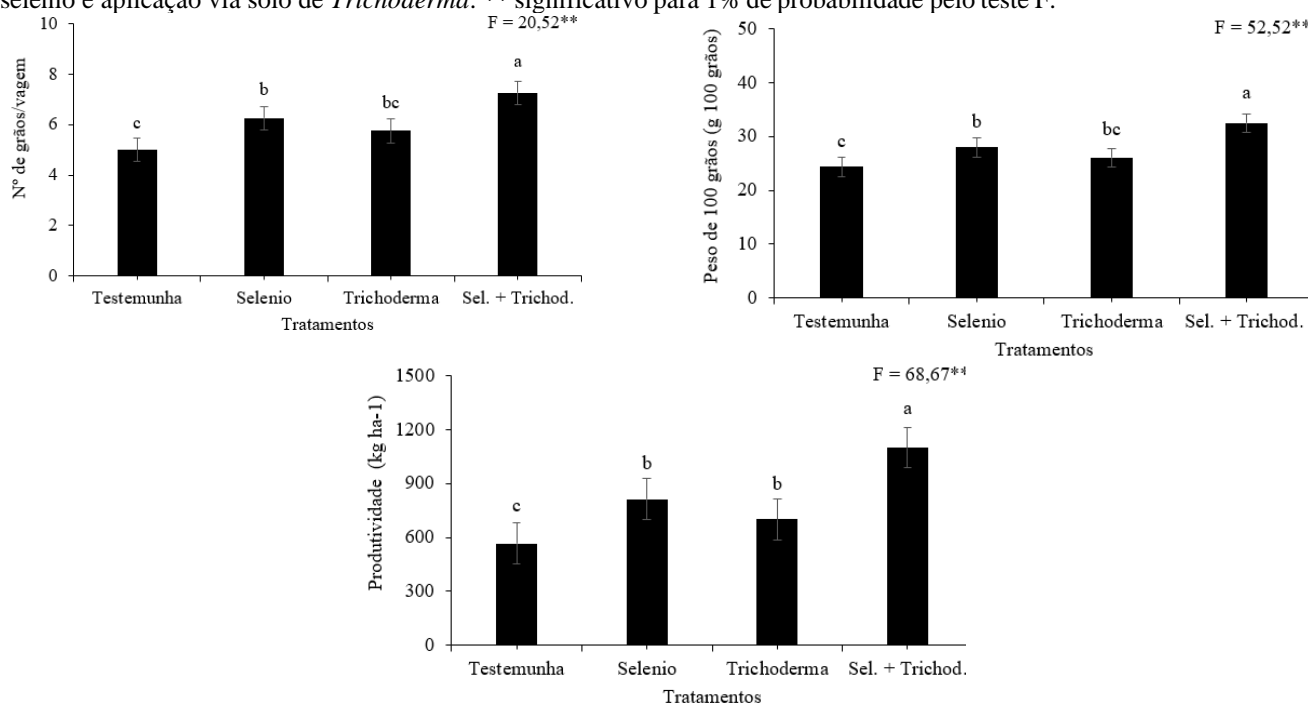 selênio e aplicação via solo de Trichoderma. ** significativo para 1% de probabilidade pelo teste F.
F = 20,52**
10
8
6
4
2
0
N° de grãos/vagem
c
b
bc
a
Testemunha Selenio Trichoderma Sel. + Trichod.
Tratamentos
F = 52,52**
50
40
30
20
10
0
Peso de 100 grãos (g 100 grãos)
c
b
bc
a
Testemunha Selenio Trichoderma Sel. + Trichod.
Tratamentos
F = 68,67**
1500
1200
900
600
300
0
Produtividade (kg ha-1)
c
b
b
a
Testemunha Selenio Trichoderma Sel. + Trichod.
Tratamentos